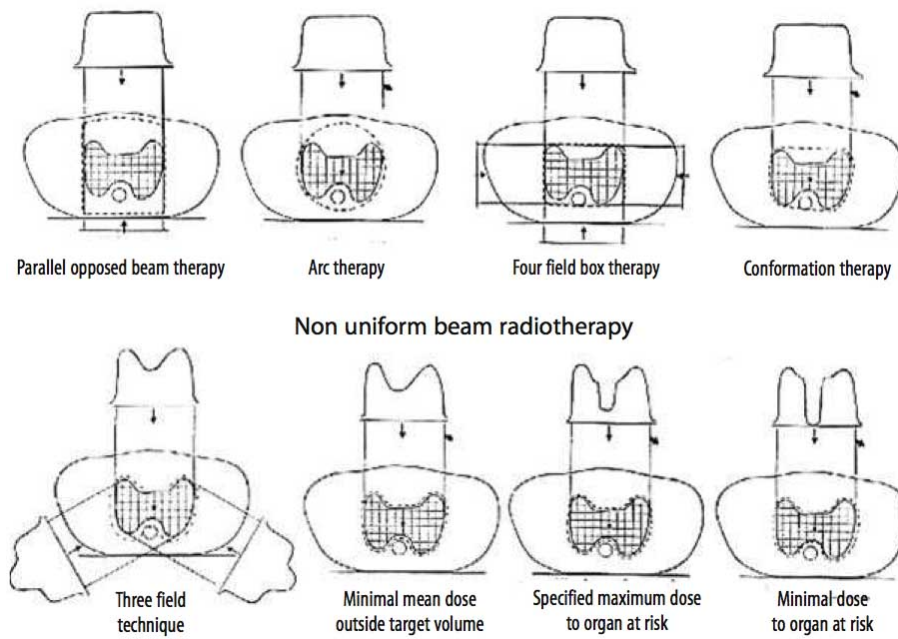 Parallel opposed beam therapy
Arc therapy
Four field box therapy
Conformation therapy
Non uniform beam radiotherapy
Three field
technique
Minimal mean dose
outside target volume
Specified maximum dose
to organ at risk
Minimal dose
to organ at risk